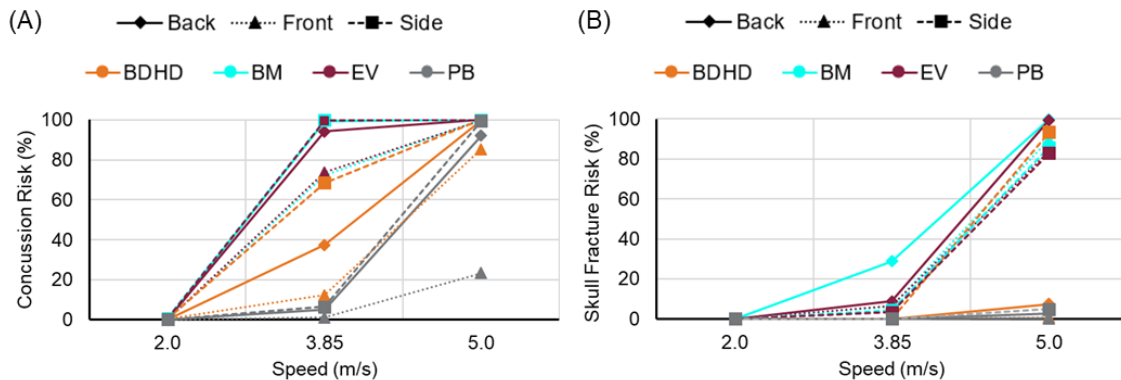 (A)
Back Front Side
BDHD BM EV PB
Concussion Risk (%)
100
80
60
40
20
0
2.0 3.85 5.0
Speed (m/s)
(B)
Back Front Side
BDHD BM EV PB
Skull Fracture Risk (%)
100
80
60
40
20
0
2.0 3.85 5.0
Speed (m/s)